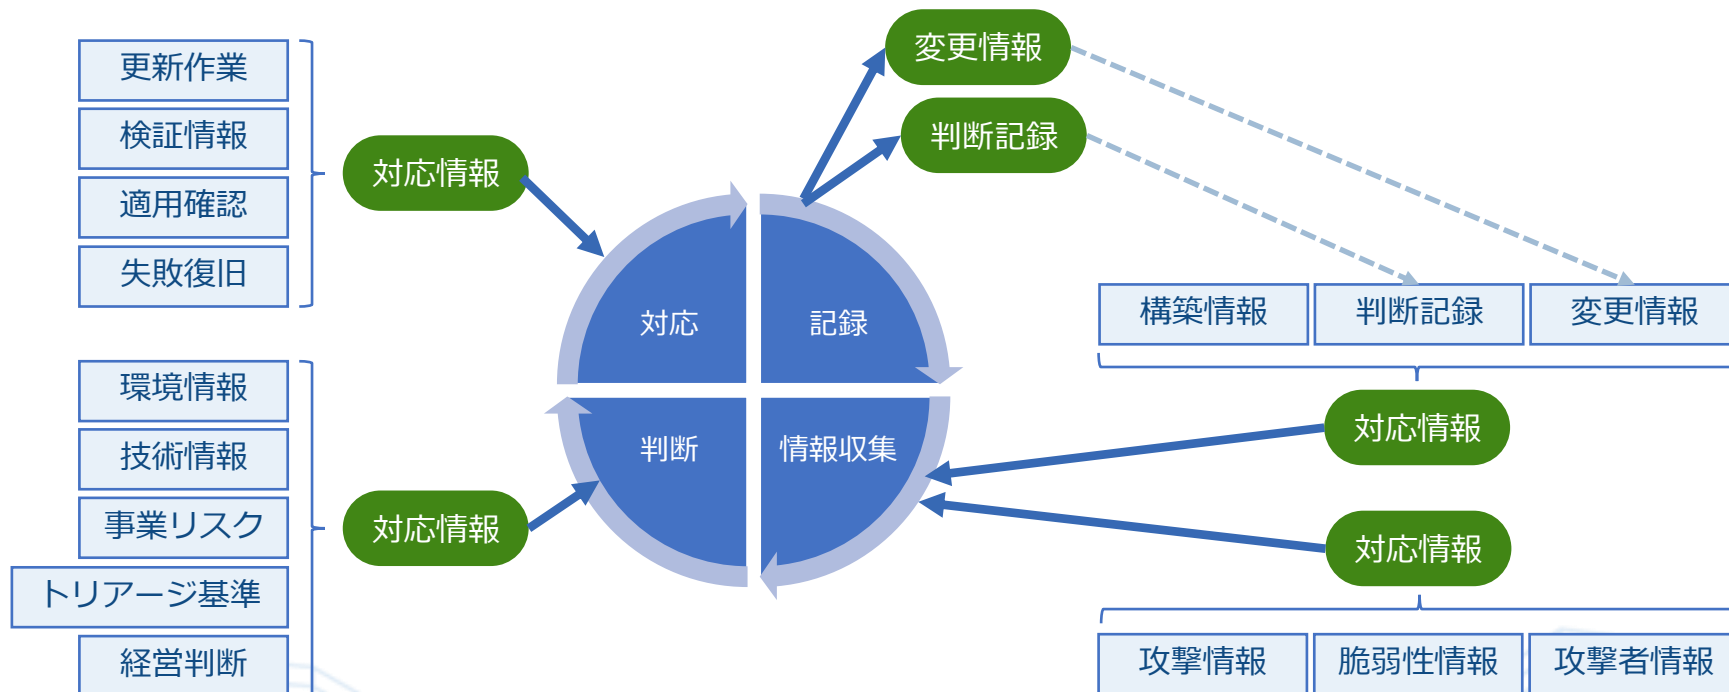 変更情報
判断記録
更新作業
検証情報
適用確認
失敗復旧
対応情報
対応
記録
判断
情報収集
構築情報
判断記録
変更情報
対応情報
環境情報
技術情報
事業リスク
トリアージ基準
経営判断
対応情報
対応情報
攻撃情報
脆弱性情報
攻撃者情報